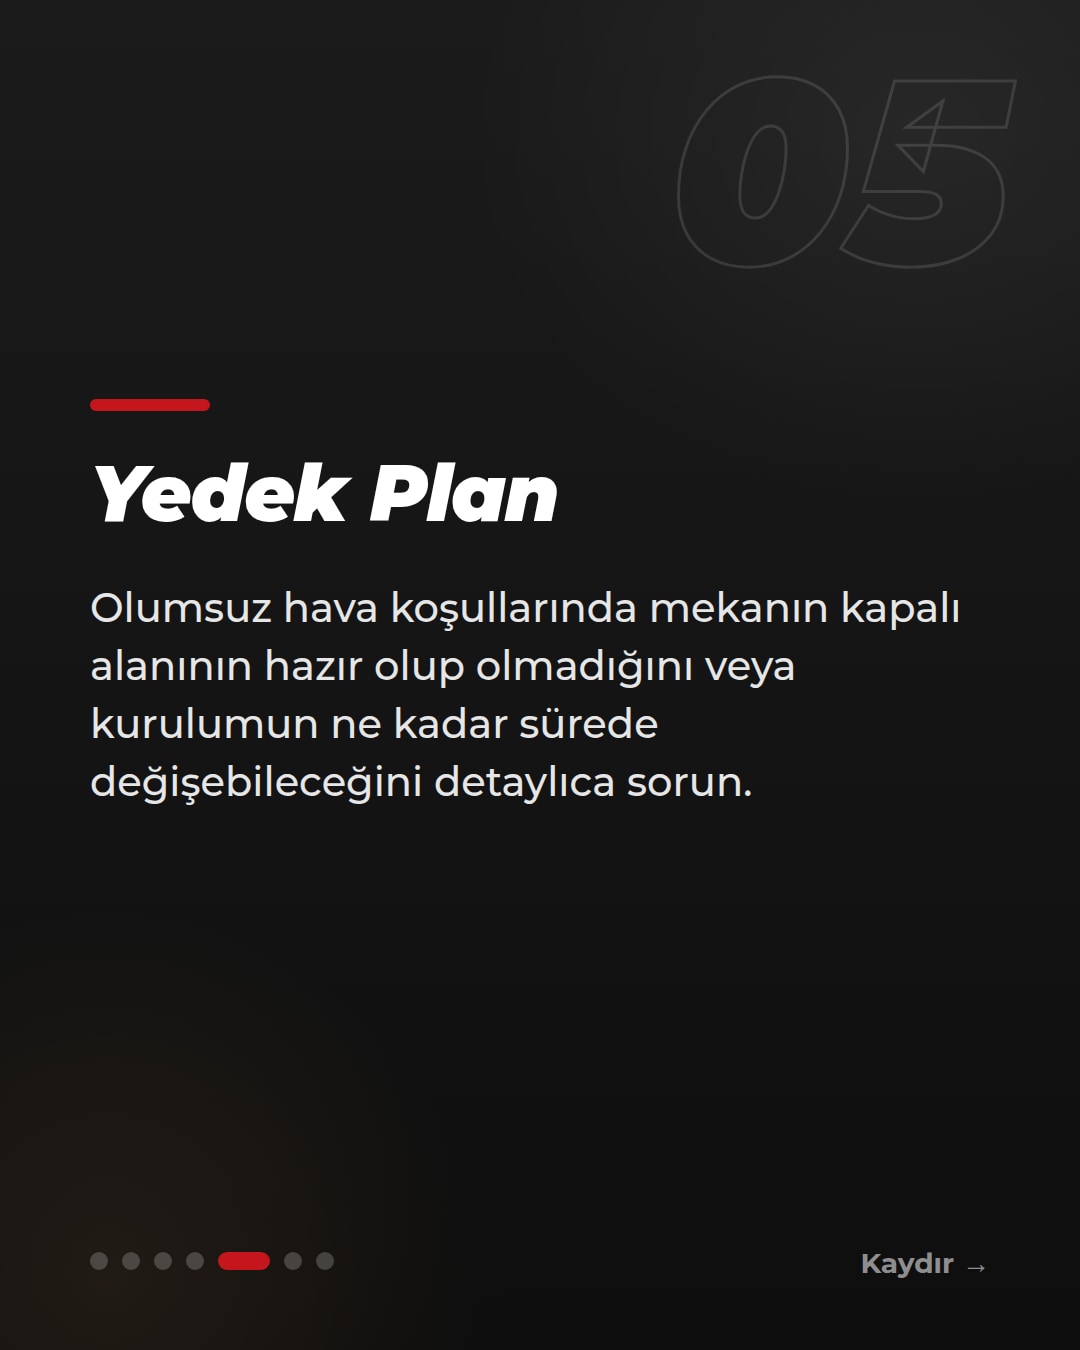 05
Yedek Plan
Olumsuz hava koşullarında mekanın kapalı
alanının hazır olup olmadığını veya
kurulumun ne kadar sürede
değişebileceğini detaylıca sorun.
Kaydır →